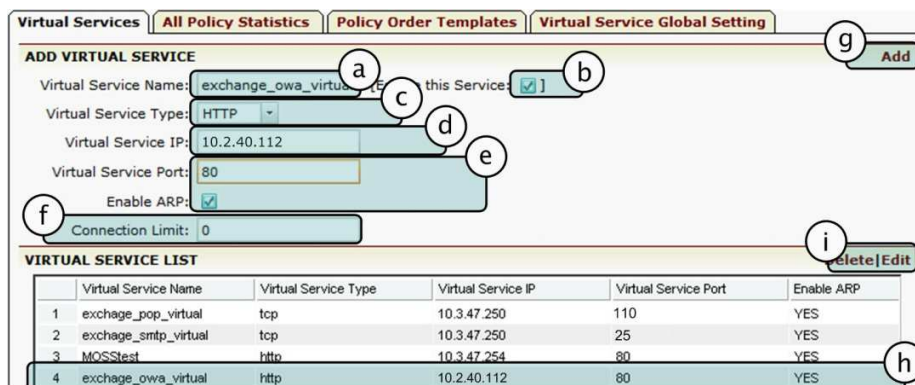 Virtual Services All Policy Statistics Policy Order Templates Virtual Service Global Setting
g
ADD VIRTUAL SERVICE Add
a b
Virtual Service Name: exchange_owa_virtual this Service: ]
c
Virtual Service Type: HTTP
d
Virtual Service IP: 10.2.40.112
e
Virtual Service Port: 80
Enable ARP:
f
Connection Limit: 0
i
VIRTUAL SERVICE LIST Delete|Edit
Virtual Service Name Virtual Service Type Virtual Service IP Virtual Service Port Enable ARP
1 exchage_pop_virtual tcp 10.3.47.250 110 YES
2 exchage_smtp_virtual tcp 10.3.47.250 25 YES
3 MOSStest http 10.3.47.254 80 YES
h
4 exchage_owa_virtual http 10.2.40.112 80 YES